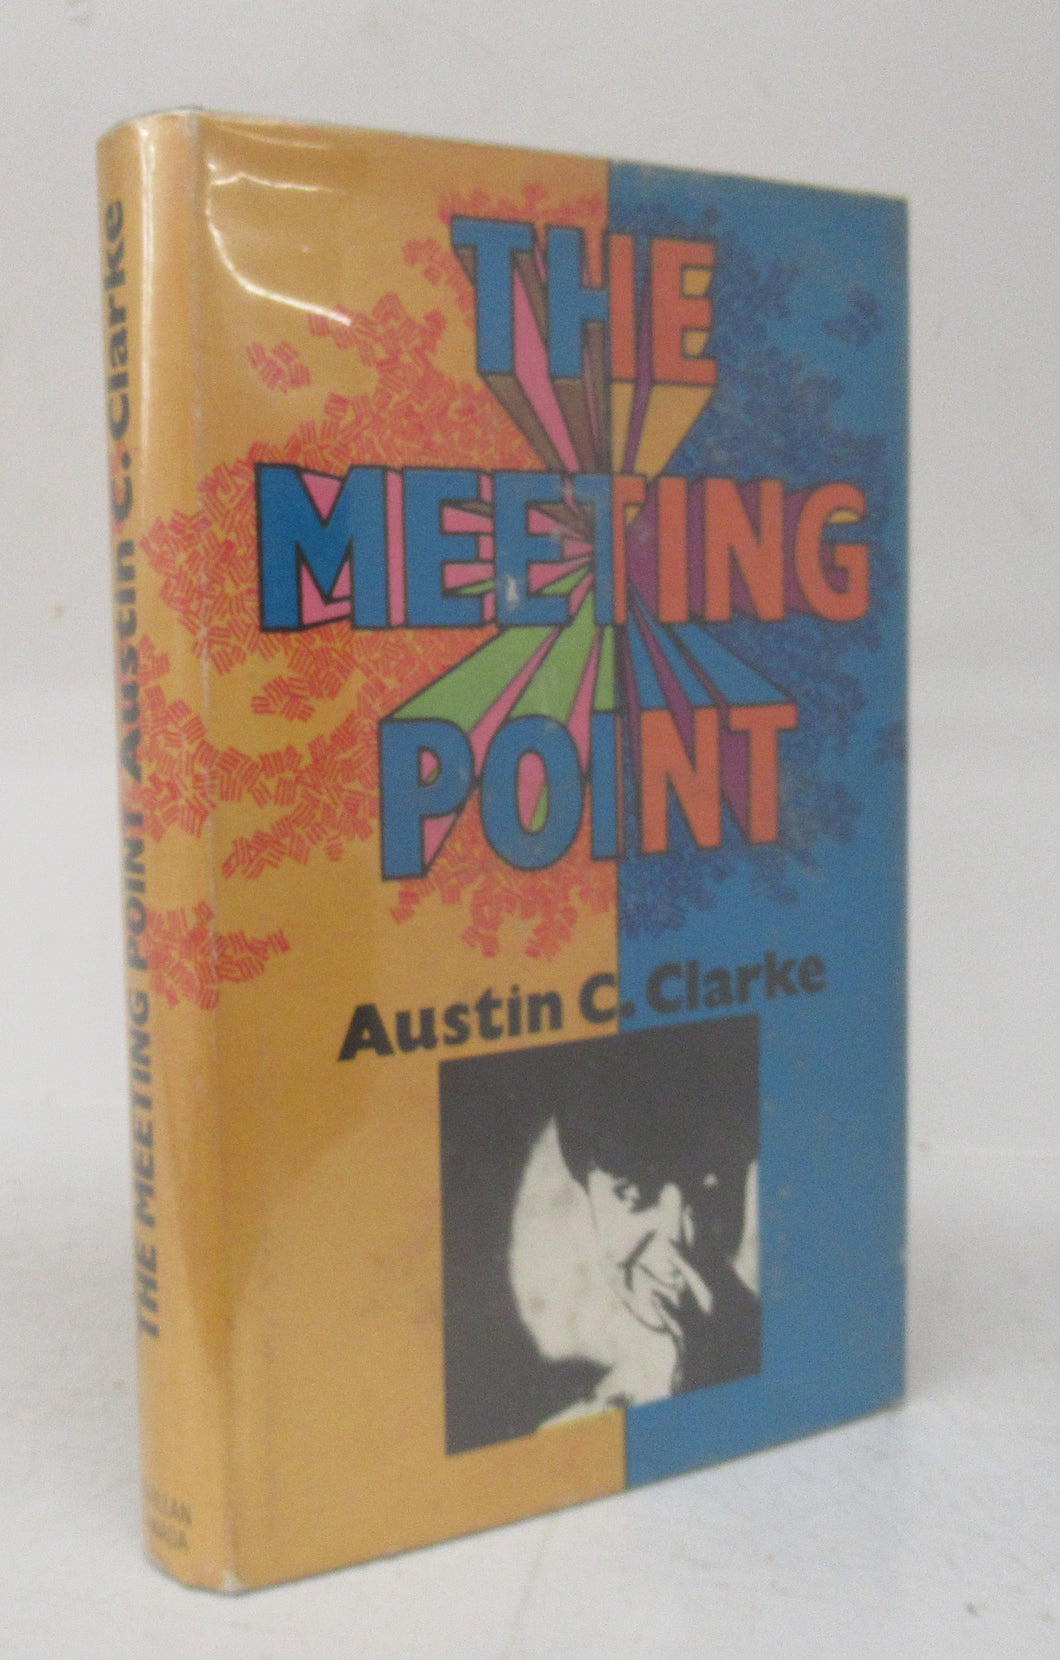 THE
MEETING
POINT
Austin C. Clarke
THE MEETING POINT Austin C. Clarke